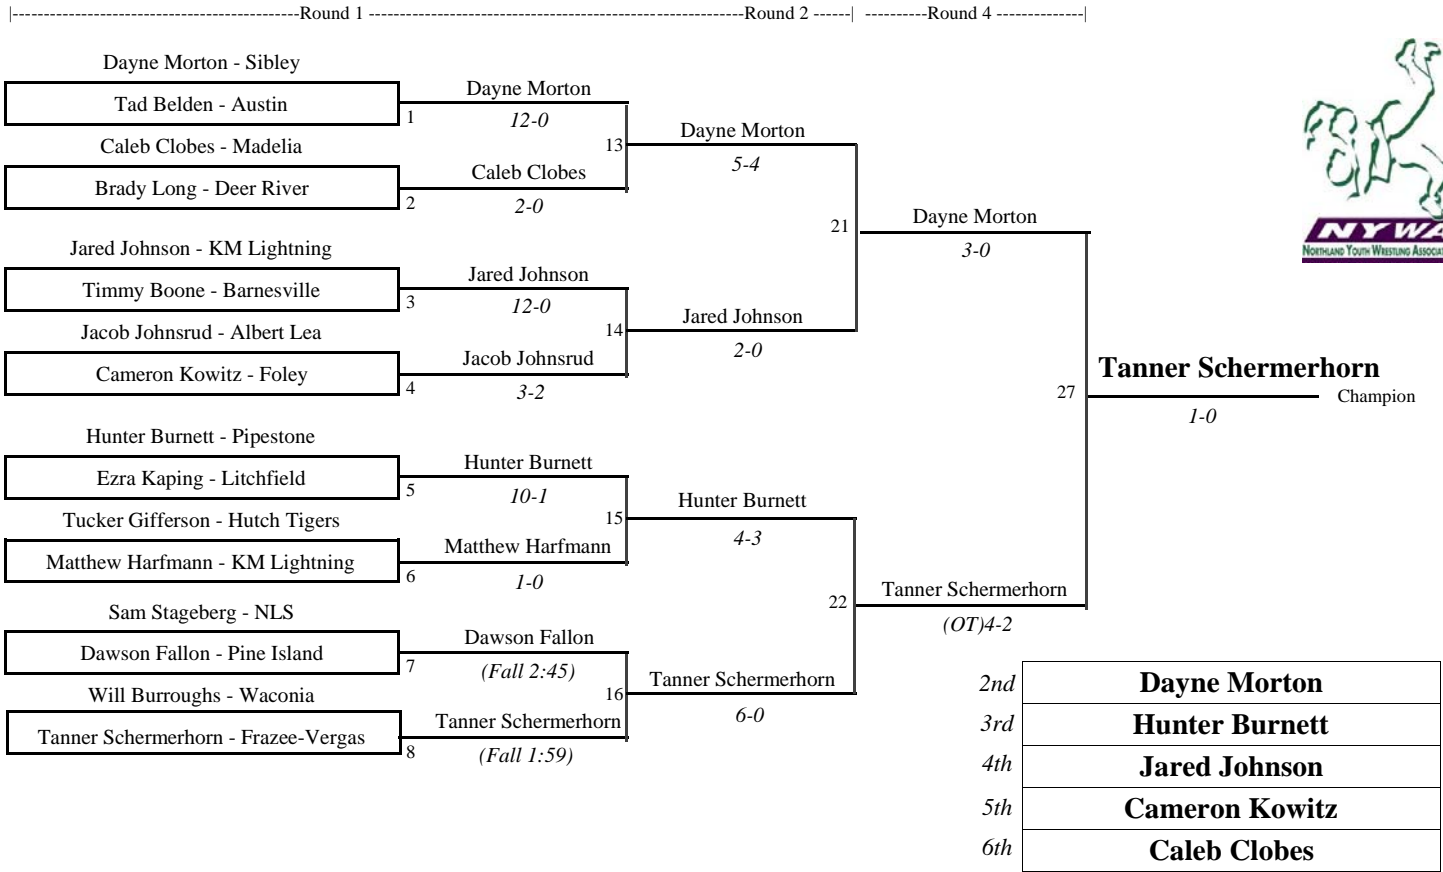 |----------------------------------------------Round 1 ------------------------------------------------------------Round 2 ------| ----------Round 4 --------------|
Dayne Morton - Sibley
Tad Belden - Austin
1
Dayne Morton
12-0
Caleb Clobes - Madelia
Brady Long - Deer River
2
Caleb Clobes
2-0
13
Dayne Morton
5-4
Jared Johnson - KM Lightning
Timmy Boone - Barnesville
3
Jared Johnson
12-0
Jacob Johnsrud - Albert Lea
Cameron Kowitz - Foley
4
Jacob Johnsrud
3-2
14
Jared Johnson
2-0
21
Dayne Morton
3-0
Hunter Burnett - Pipestone
Ezra Kaping - Litchfield
5
Hunter Burnett
10-1
Tucker Gifferson - Hutch Tigers
Matthew Harfmann - KM Lightning
6
Matthew Harfmann
1-0
15
Hunter Burnett
4-3
Sam Stageberg - NLS
Dawson Fallon - Pine Island
7
Dawson Fallon
(Fall 2:45)
Will Burroughs - Waconia
Tanner Schermerhorn - Frazee-Vergas
8
Tanner Schermerhorn
(Fall 1:59)
16
Tanner Schermerhorn
6-0
22
Tanner Schermerhorn
(OT)4-2
27
Tanner Schermerhorn
Champion
1-0
NYWA
Northland Youth Wrestling Associat
2nd Dayne Morton
3rd Hunter Burnett
4th Jared Johnson
5th Cameron Kowitz
6th Caleb Clobes